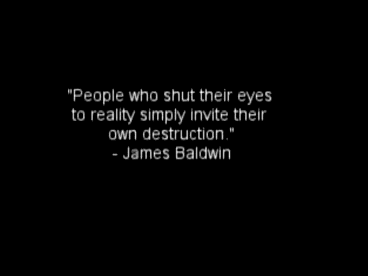 "People who shut their eyes
to reality simply invite their
own destruction."
- James Baldwin